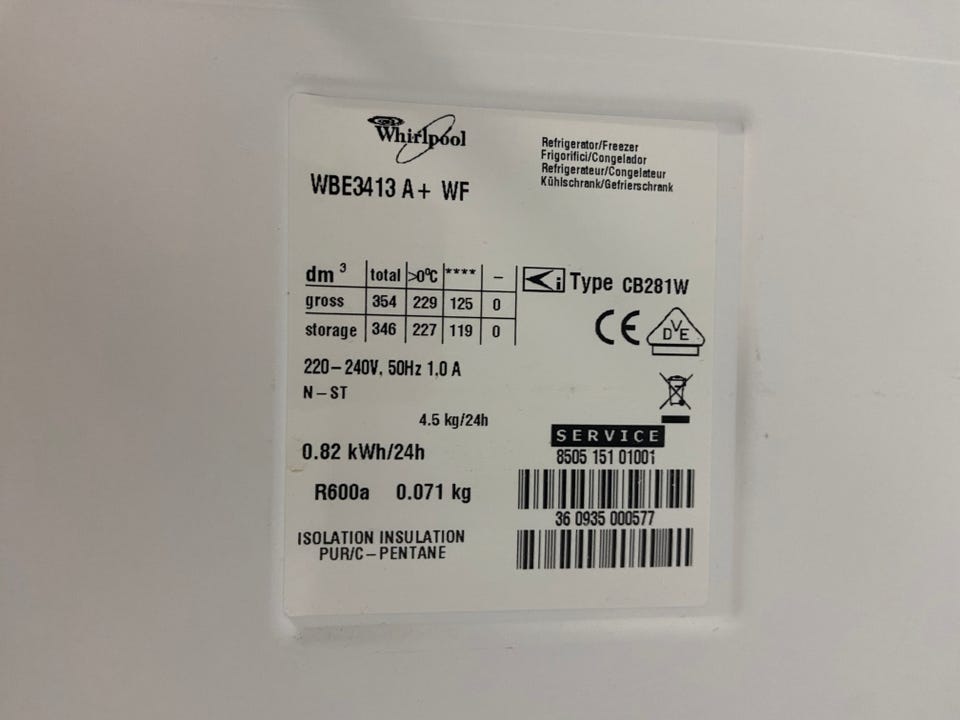 Whirlpool
WBE3413 A+ WF
Refrigerator/Freezer
Frigorifici/Congelador
Refrigerateur/Congelateur
Kühlschrank/Gefrierschrank
dm³ total >0°C **** –
gross 354 229 125 0
storage 346 227 119 0
i Type CB281W
CE
DVE
220–240V, 50Hz 1.0 A
N–ST
4.5 kg/24h
0.82 kWh/24h
R600a 0.071 kg
ISOLATION INSULATION
PUR/C–PENTANE
SERVICE
8505 151 01001
36 0935 000577